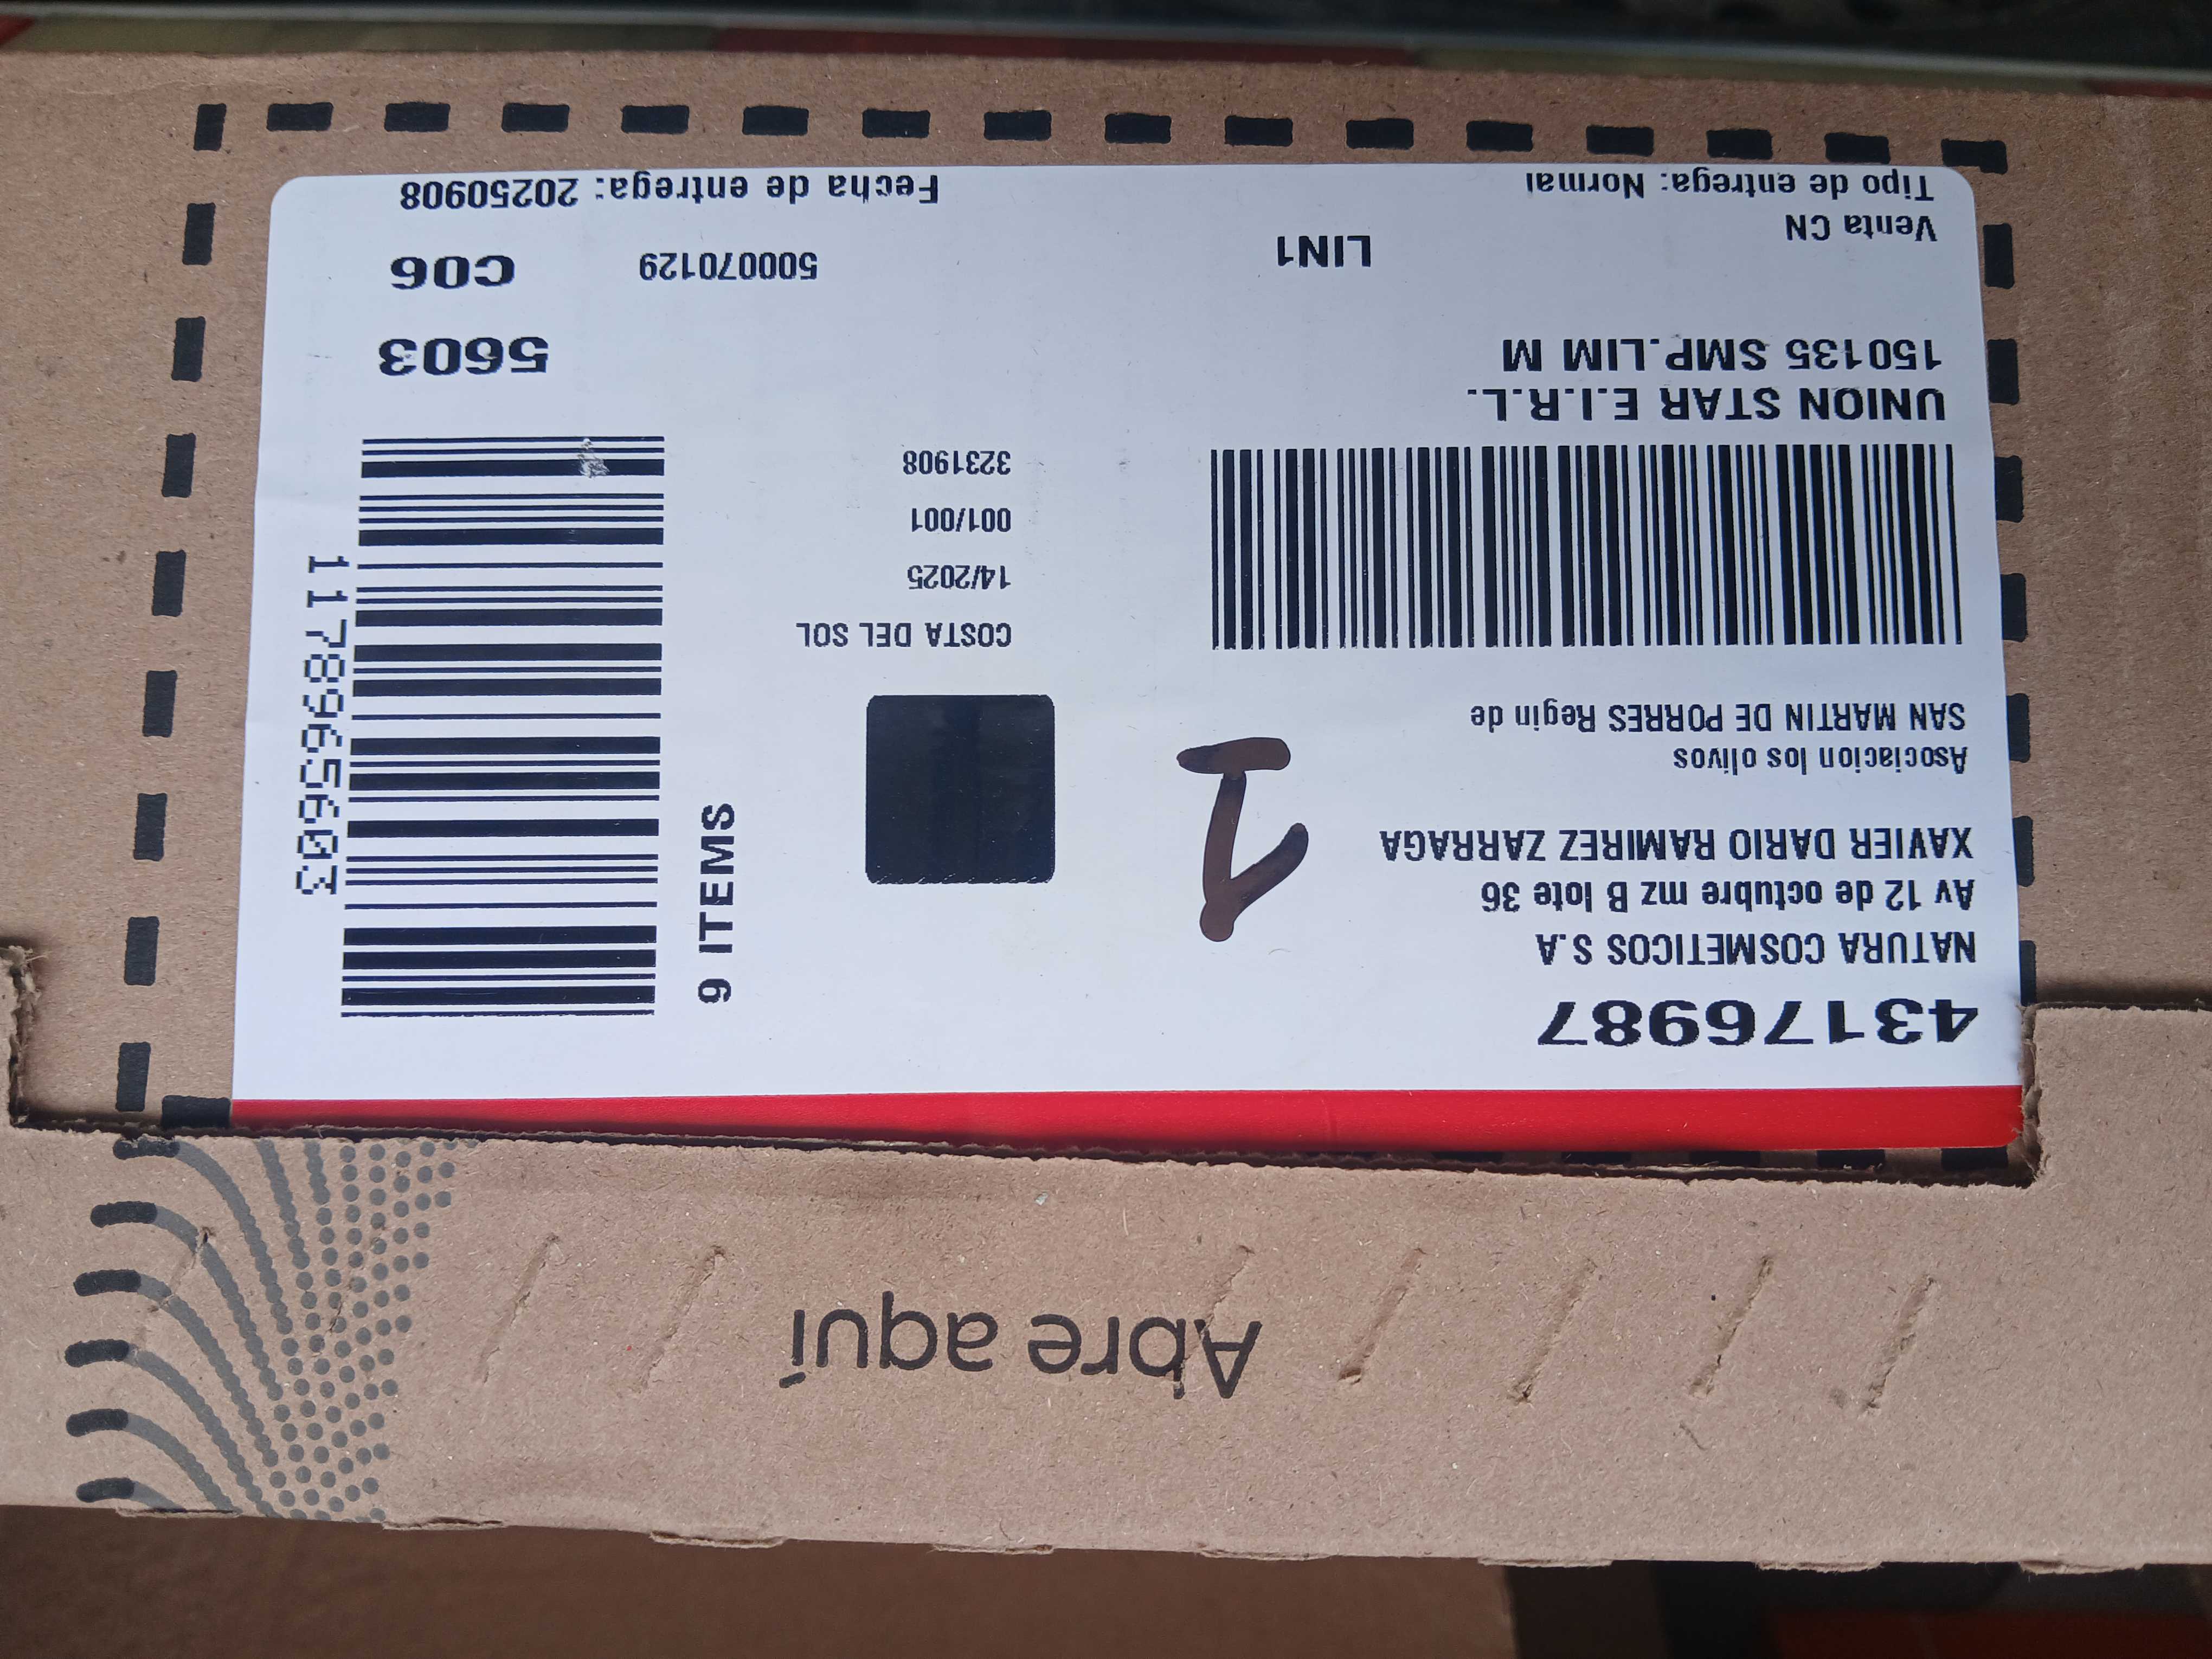 43176987
NATURA COSMETICOS S.A
Av 12 de octubre mz B lote 36
XAVIER DARIO RAMIREZ ZARRAGA
Asociacion los olivos
SAN MARTIN DE PORRES Regin de
UNION STAR E.I.R.L.
150135 SMP.LIM M
Venta CN
Tipo de entrega: Normal
LIN1
1
COSTA DEL SOL
14/2025
001/001
3231908
9 ITEMS
1178965603
5603
500070129
C06
Fecha de entrega: 20250908
Abre aquí